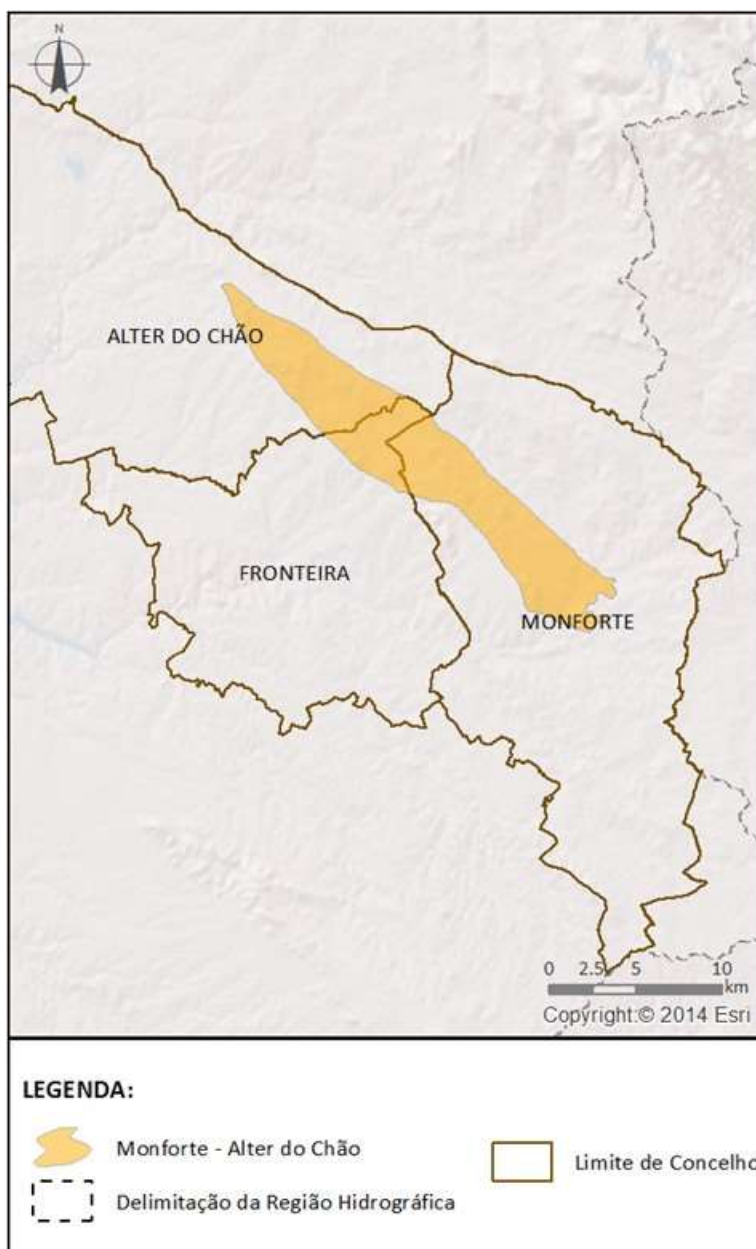 N
ALTER DO CHÃO
FRONTEIRA
MONFORTE
0 2.5 5 10
km
Copyright:© 2014 Esri
LEGENDA:
Monforte - Alter do Chão
Limite de Concelho
Delimitação da Região Hidrográfica